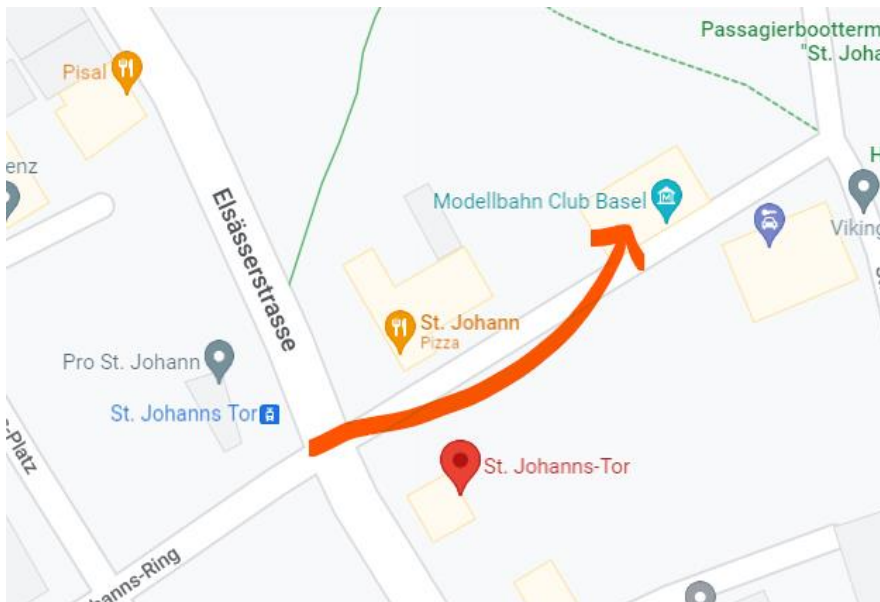 Passagierbootterm
"St. Joha
Pisal
enz
Modellbahn Club Basel
H
Viking
Elsässerstrasse
St. Johann
Pizza
Pro St. Johann
St. Johanns Tor
-Platz
St. Johanns-Tor
hanns-Ring